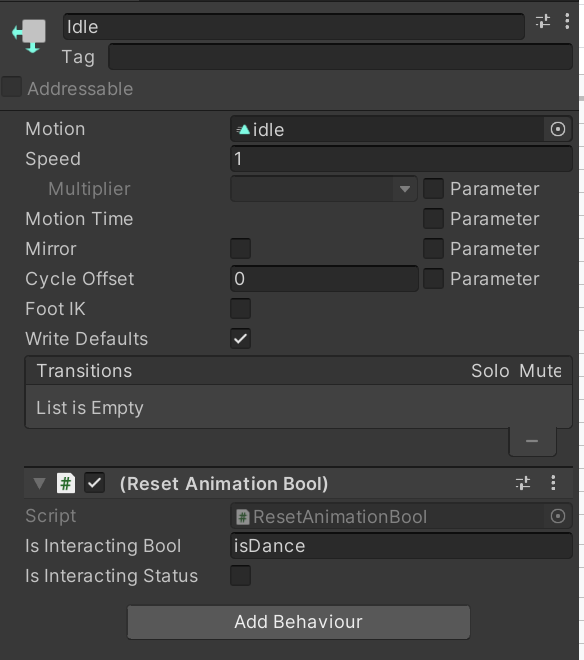 Idle
Tag
Addressable
Motion idle
Speed 1
Multiplier Parameter
Motion Time Parameter
Mirror Parameter
Cycle Offset 0 Parameter
Foot IK
Write Defaults
Transitions Solo Mute
List is Empty
# (Reset Animation Bool)
Script # ResetAnimationBool
Is Interacting Bool isDance
Is Interacting Status
Add Behaviour